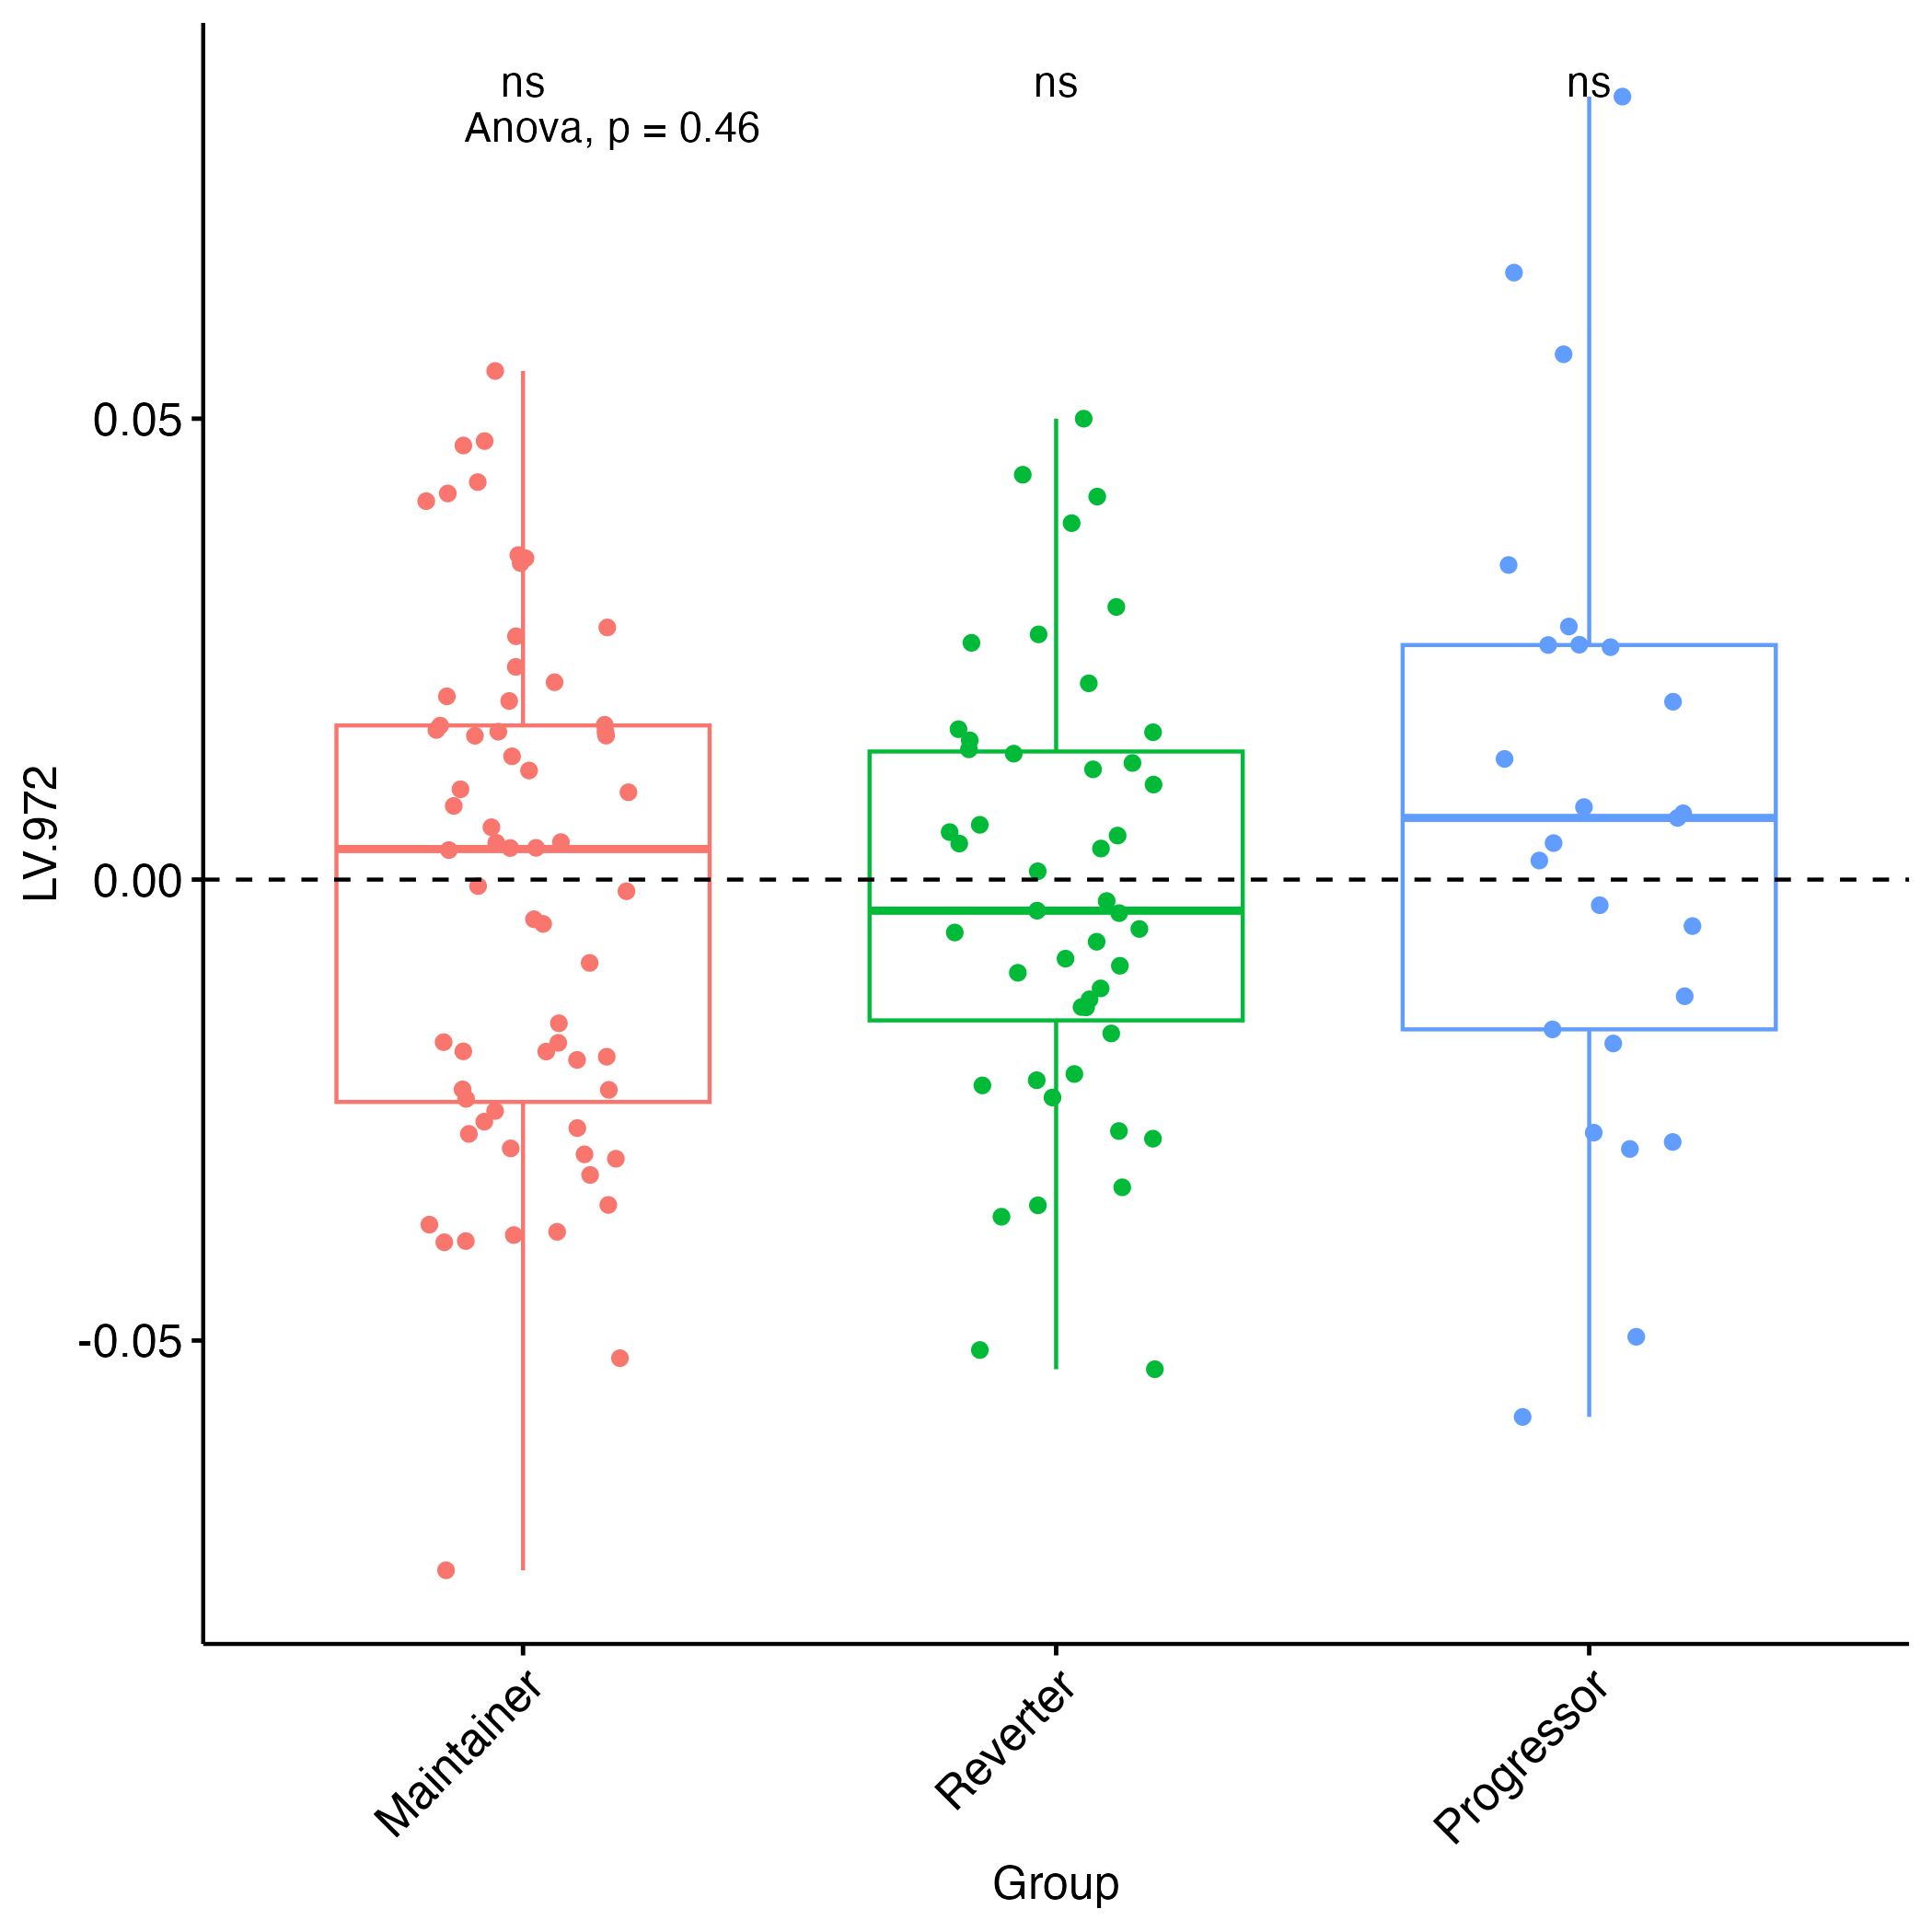 ns ns ns
Anova, p = 0.46
0.05
0.00
-0.05
LV.972
Maintainer Reverter Progressor
Group